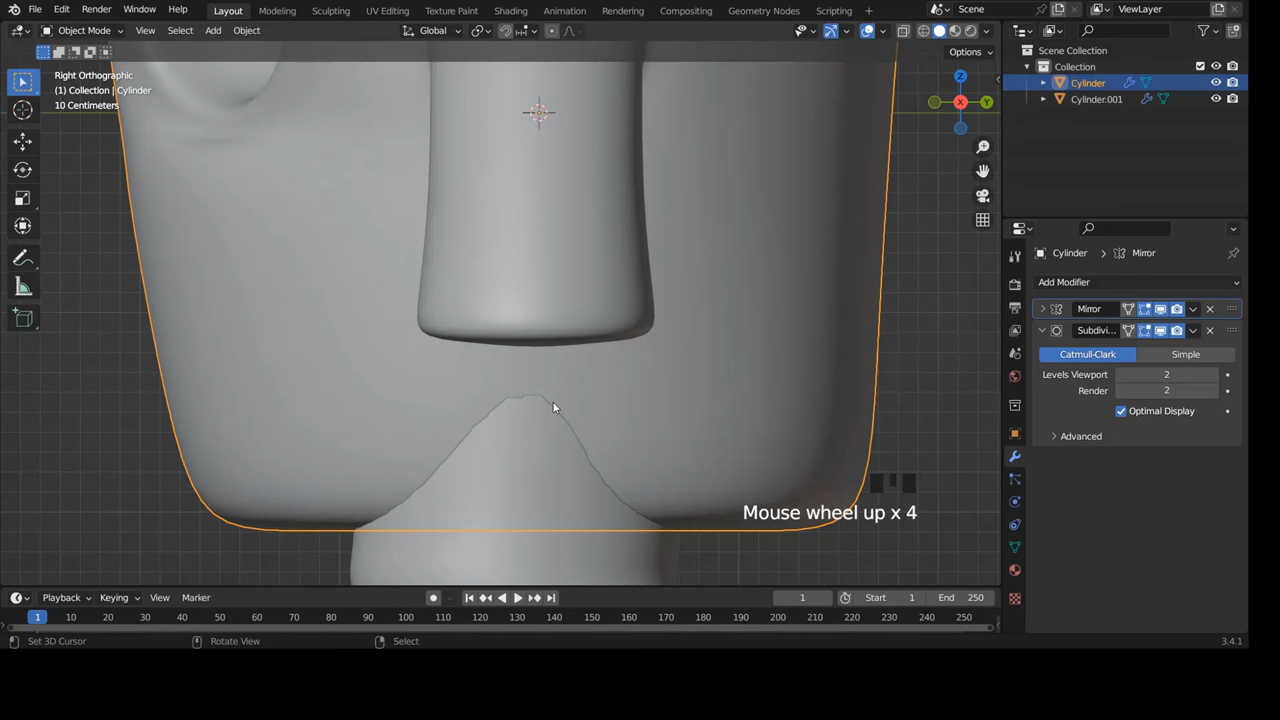 File Edit Render Window Help Layout Modeling Sculpting UV Editing Texture Paint Shading Animation Rendering Compositing Geometry Nodes Scripting Scene ViewLayer
Object Mode View Select Add Object Global
Options
Right Orthographic
(1) Collection | Cylinder
10 Centimeters
Z
X
Y
Scene Collection
Collection
Cylinder
Cylinder.001
Cylinder > Mirror
Add Modifier
Mirror
Subdivi...
Catmull-Clark Simple
Levels Viewport 2
Render 2
Optimal Display
Advanced
Mouse wheel up x 4
Playback Keying View Marker 1 Start 1 End 250
1 10 20 30 40 50 60 70 80 90 100 110 120 130 140 150 160 170 180 190 200 210 220 230 240 250
Set 3D Cursor Rotate View Select 3.4.1